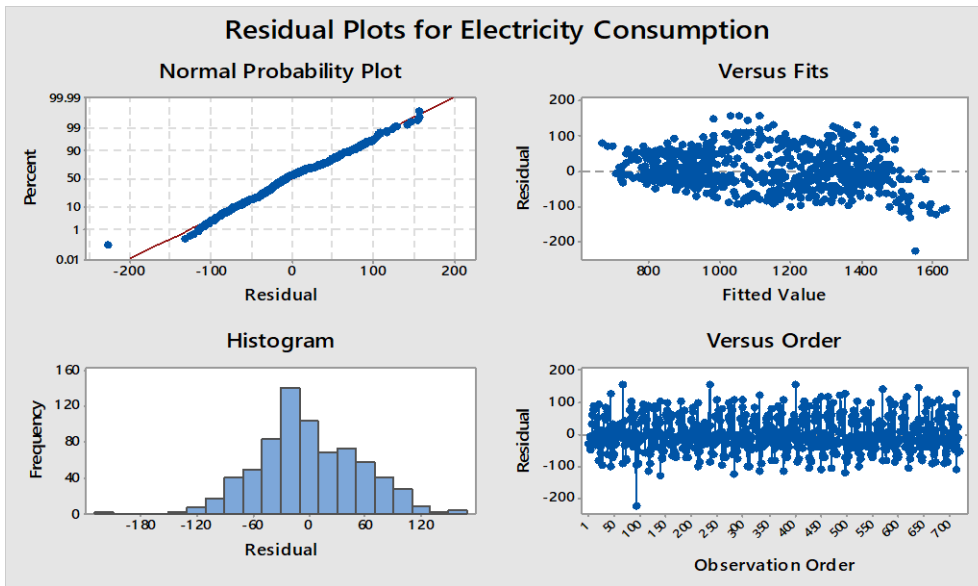 Residual Plots for Electricity Consumption
Normal Probability Plot
99.99
99
90
50
10
1
0.01
Percent
-200 -100 0 100 200
Residual
Versus Fits
200
100
0
-100
-200
Residual
800 1000 1200 1400 1600
Fitted Value
Histogram
160
120
80
40
0
Frequency
-180 -120 -60 0 60 120
Residual
Versus Order
200
100
0
-100
-200
Residual
1 50 100 150 200 250 300 350 400 450 500 550 600 650 700
Observation Order